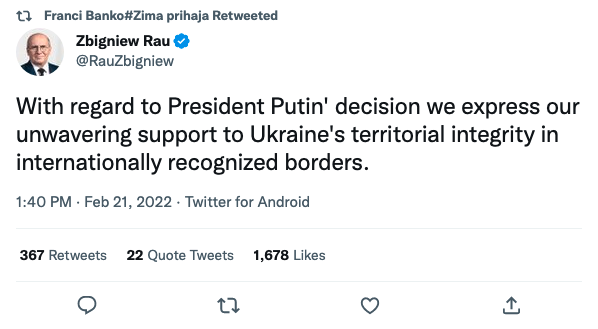 Franci Banko#Zima prihaja Retweeted
Zbigniew Rau
@RauZbigniew
With regard to President Putin' decision we express our
unwavering support to Ukraine's territorial integrity in
internationally recognized borders.
1:40 PM · Feb 21, 2022 · Twitter for Android
367 Retweets 22 Quote Tweets 1,678 Likes